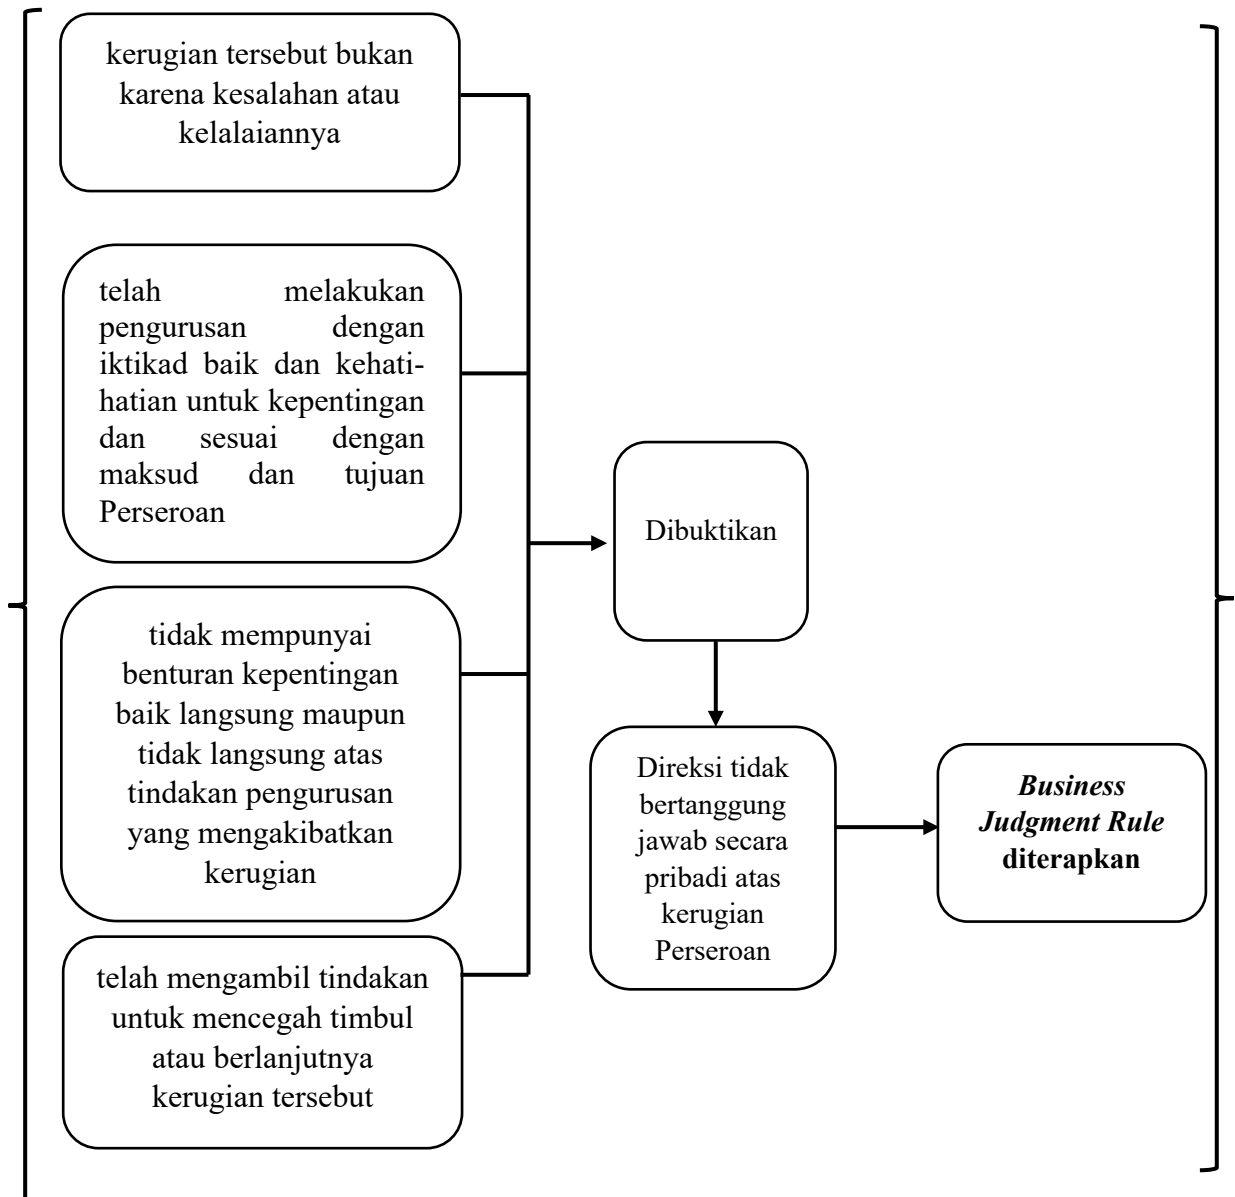 kerugian tersebut bukan
karena kesalahan atau
kelalaiannya
telah melakukan
pengurusan dengan
iktikad baik dan kehati-
hatian untuk kepentingan
dan sesuai dengan
maksud dan tujuan
Perseroan
tidak mempunyai
benturan kepentingan
baik langsung maupun
tidak langsung atas
tindakan pengurusan
yang mengakibatkan
kerugian
telah mengambil tindakan
untuk mencegah timbul
atau berlanjutnya
kerugian tersebut
Dibuktikan
Direksi tidak
bertanggung
jawab secara
pribadi atas
kerugian
Perseroan
Business
Judgment Rule
diterapkan